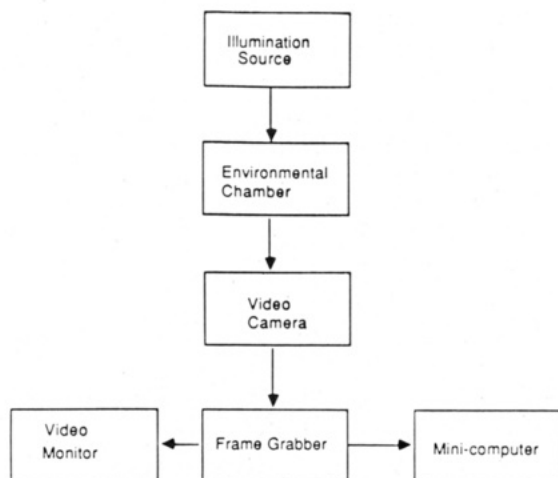 Illumination
Source
Environmental
Chamber
Video
Camera
Video
Monitor
Frame Grabber
Mini-computer